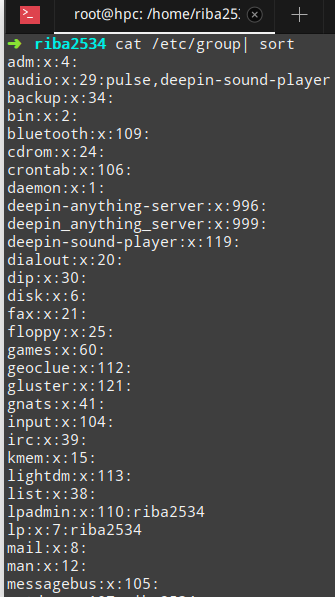 root@hpc: /home/riba25
➜ riba2534 cat /etc/group| sort
adm:x:4:
audio:x:29:pulse,deepin-sound-player
backup:x:34:
bin:x:2:
bluetooth:x:109:
cdrom:x:24:
crontab:x:106:
daemon:x:1:
deepin-anything-server:x:996:
deepin_anything_server:x:999:
deepin-sound-player:x:119:
dialout:x:20:
dip:x:30:
disk:x:6:
fax:x:21:
floppy:x:25:
games:x:60:
geoclue:x:112:
gluster:x:121:
gnats:x:41:
input:x:104:
irc:x:39:
kmem:x:15:
lightdm:x:113:
list:x:38:
lpadmin:x:110:riba2534
lp:x:7:riba2534
mail:x:8:
man:x:12:
messagebus:x:105: